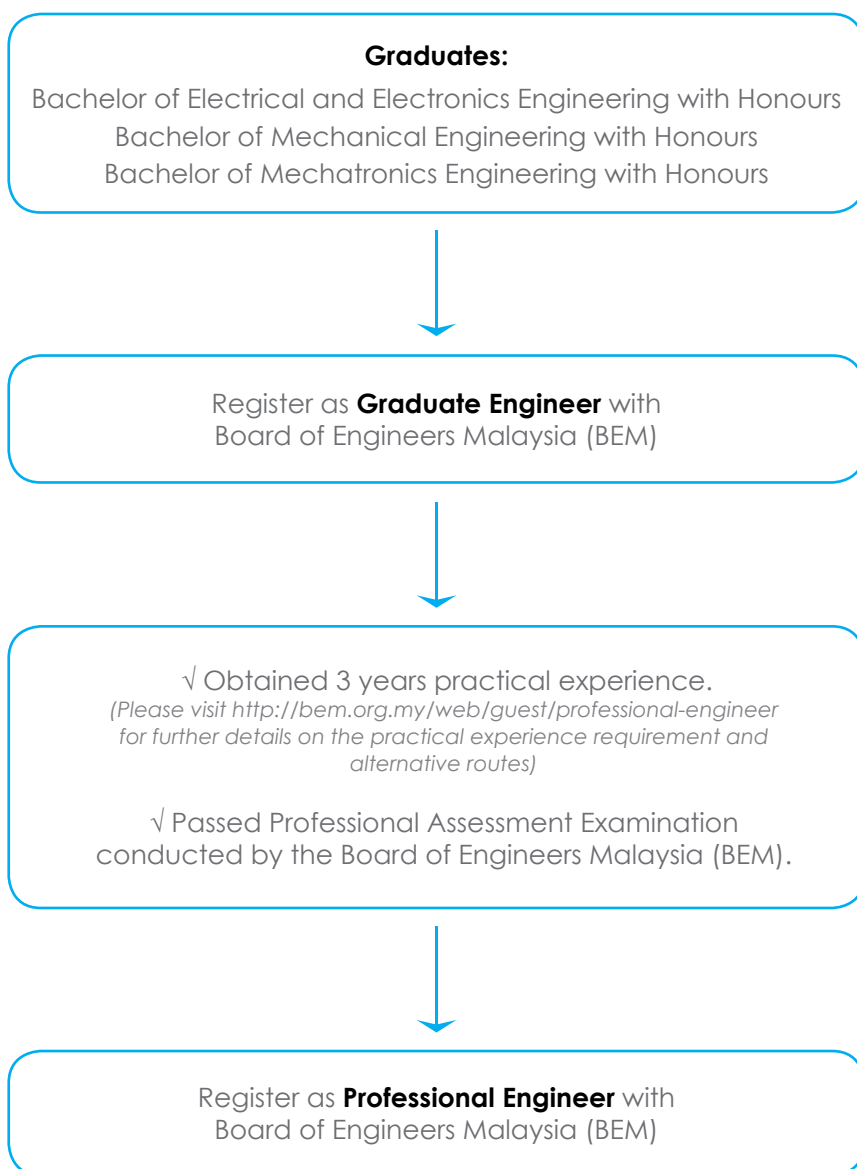 Graduates:
Bachelor of Electrical and Electronics Engineering with Honours
Bachelor of Mechanical Engineering with Honours
Bachelor of Mechatronics Engineering with Honours
Register as Graduate Engineer with
Board of Engineers Malaysia (BEM)
√ Obtained 3 years practical experience.
(Please visit http://bem.org.my/web/guest/professional-engineer
for further details on the practical experience requirement and
alternative routes)
√ Passed Professional Assessment Examination
conducted by the Board of Engineers Malaysia (BEM).
Register as Professional Engineer with
Board of Engineers Malaysia (BEM)